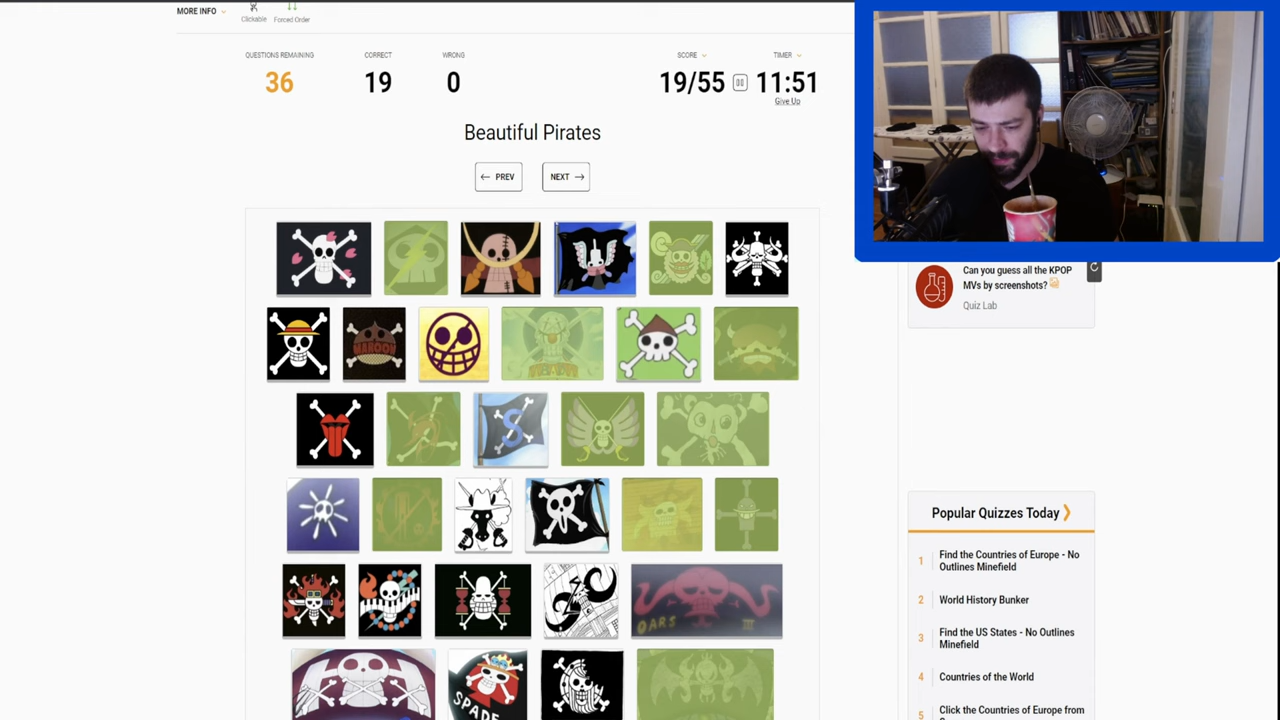 MORE INFO
Clickable
Forced Order
QUESTIONS REMAINING
CORRECT
WRONG
SCORE
TIMER
36
19
0
19/55
11:51
Give Up
Beautiful Pirates
← PREV
NEXT →
MAROON
S
OARS III
SPADE
Can you guess all the KPOP
MVs by screenshots?
Quiz Lab
Popular Quizzes Today
1 Find the Countries of Europe - No
Outlines Minefield
2 World History Bunker
3 Find the US States - No Outlines
Minefield
4 Countries of the World
5 Click the Countries of Europe from